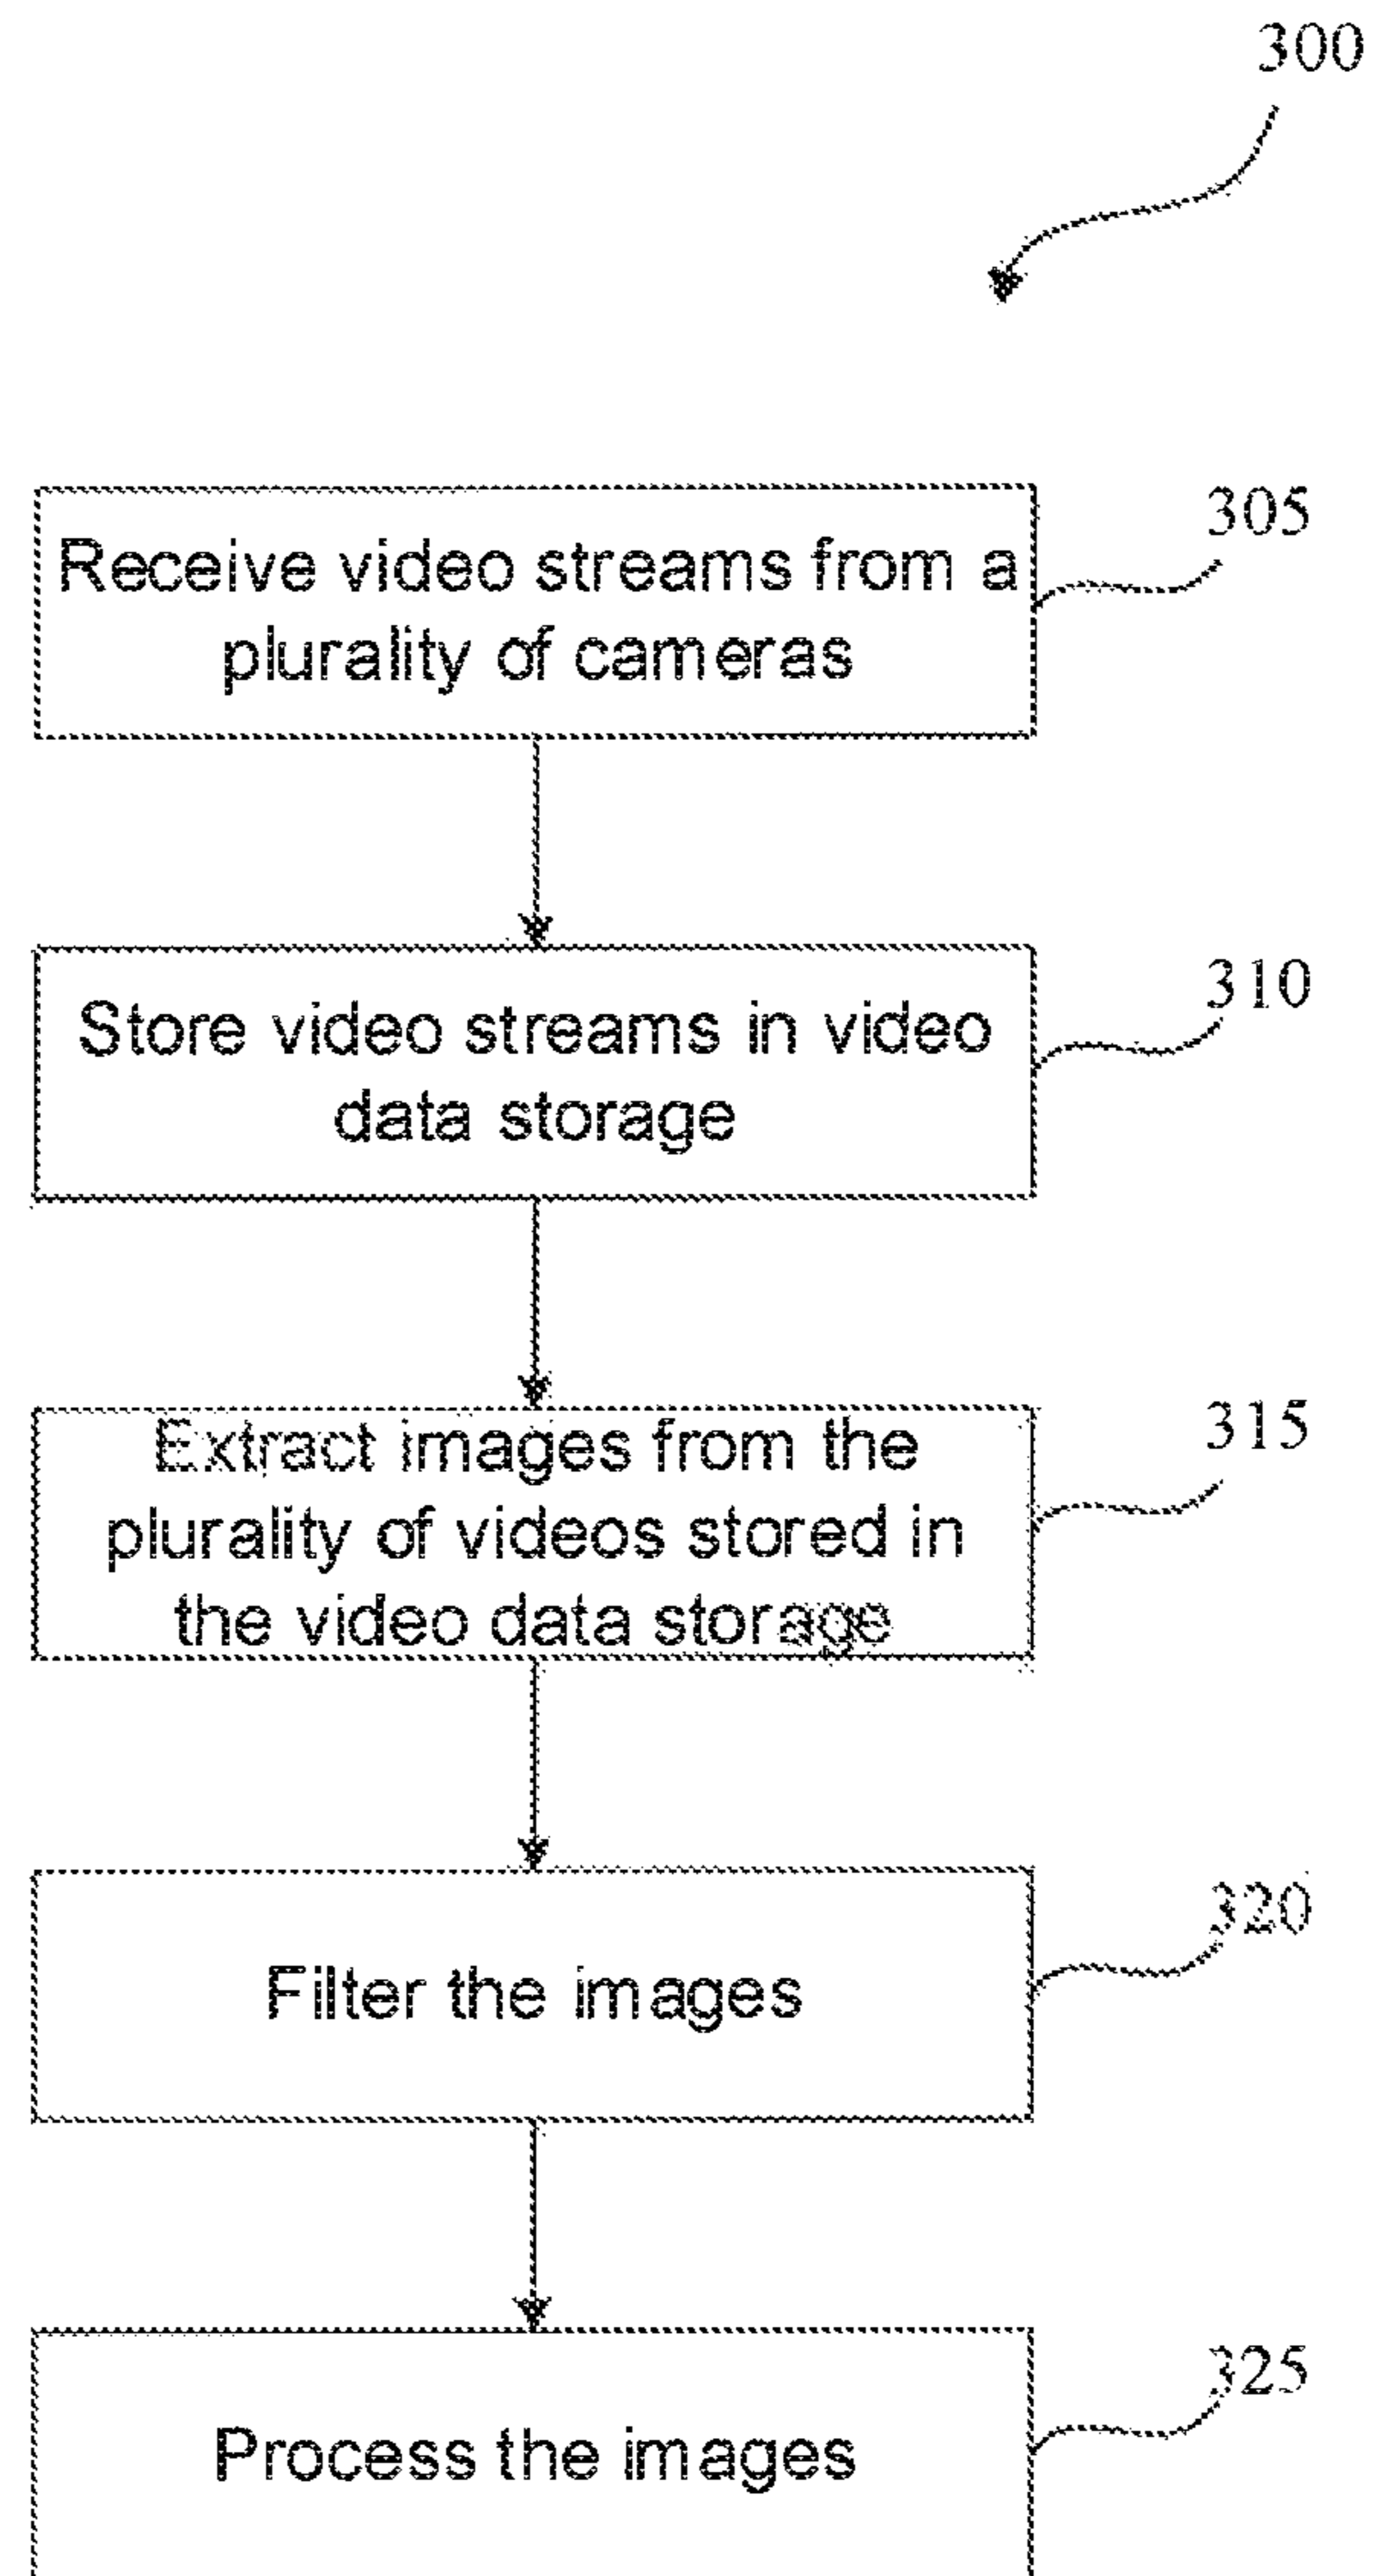 300
Receive video streams from a
plurality of cameras
305
Store video streams in video
data storage
310
Extract images from the
plurality of videos stored in
the video data storage
315
Filter the images
320
Process the images
325